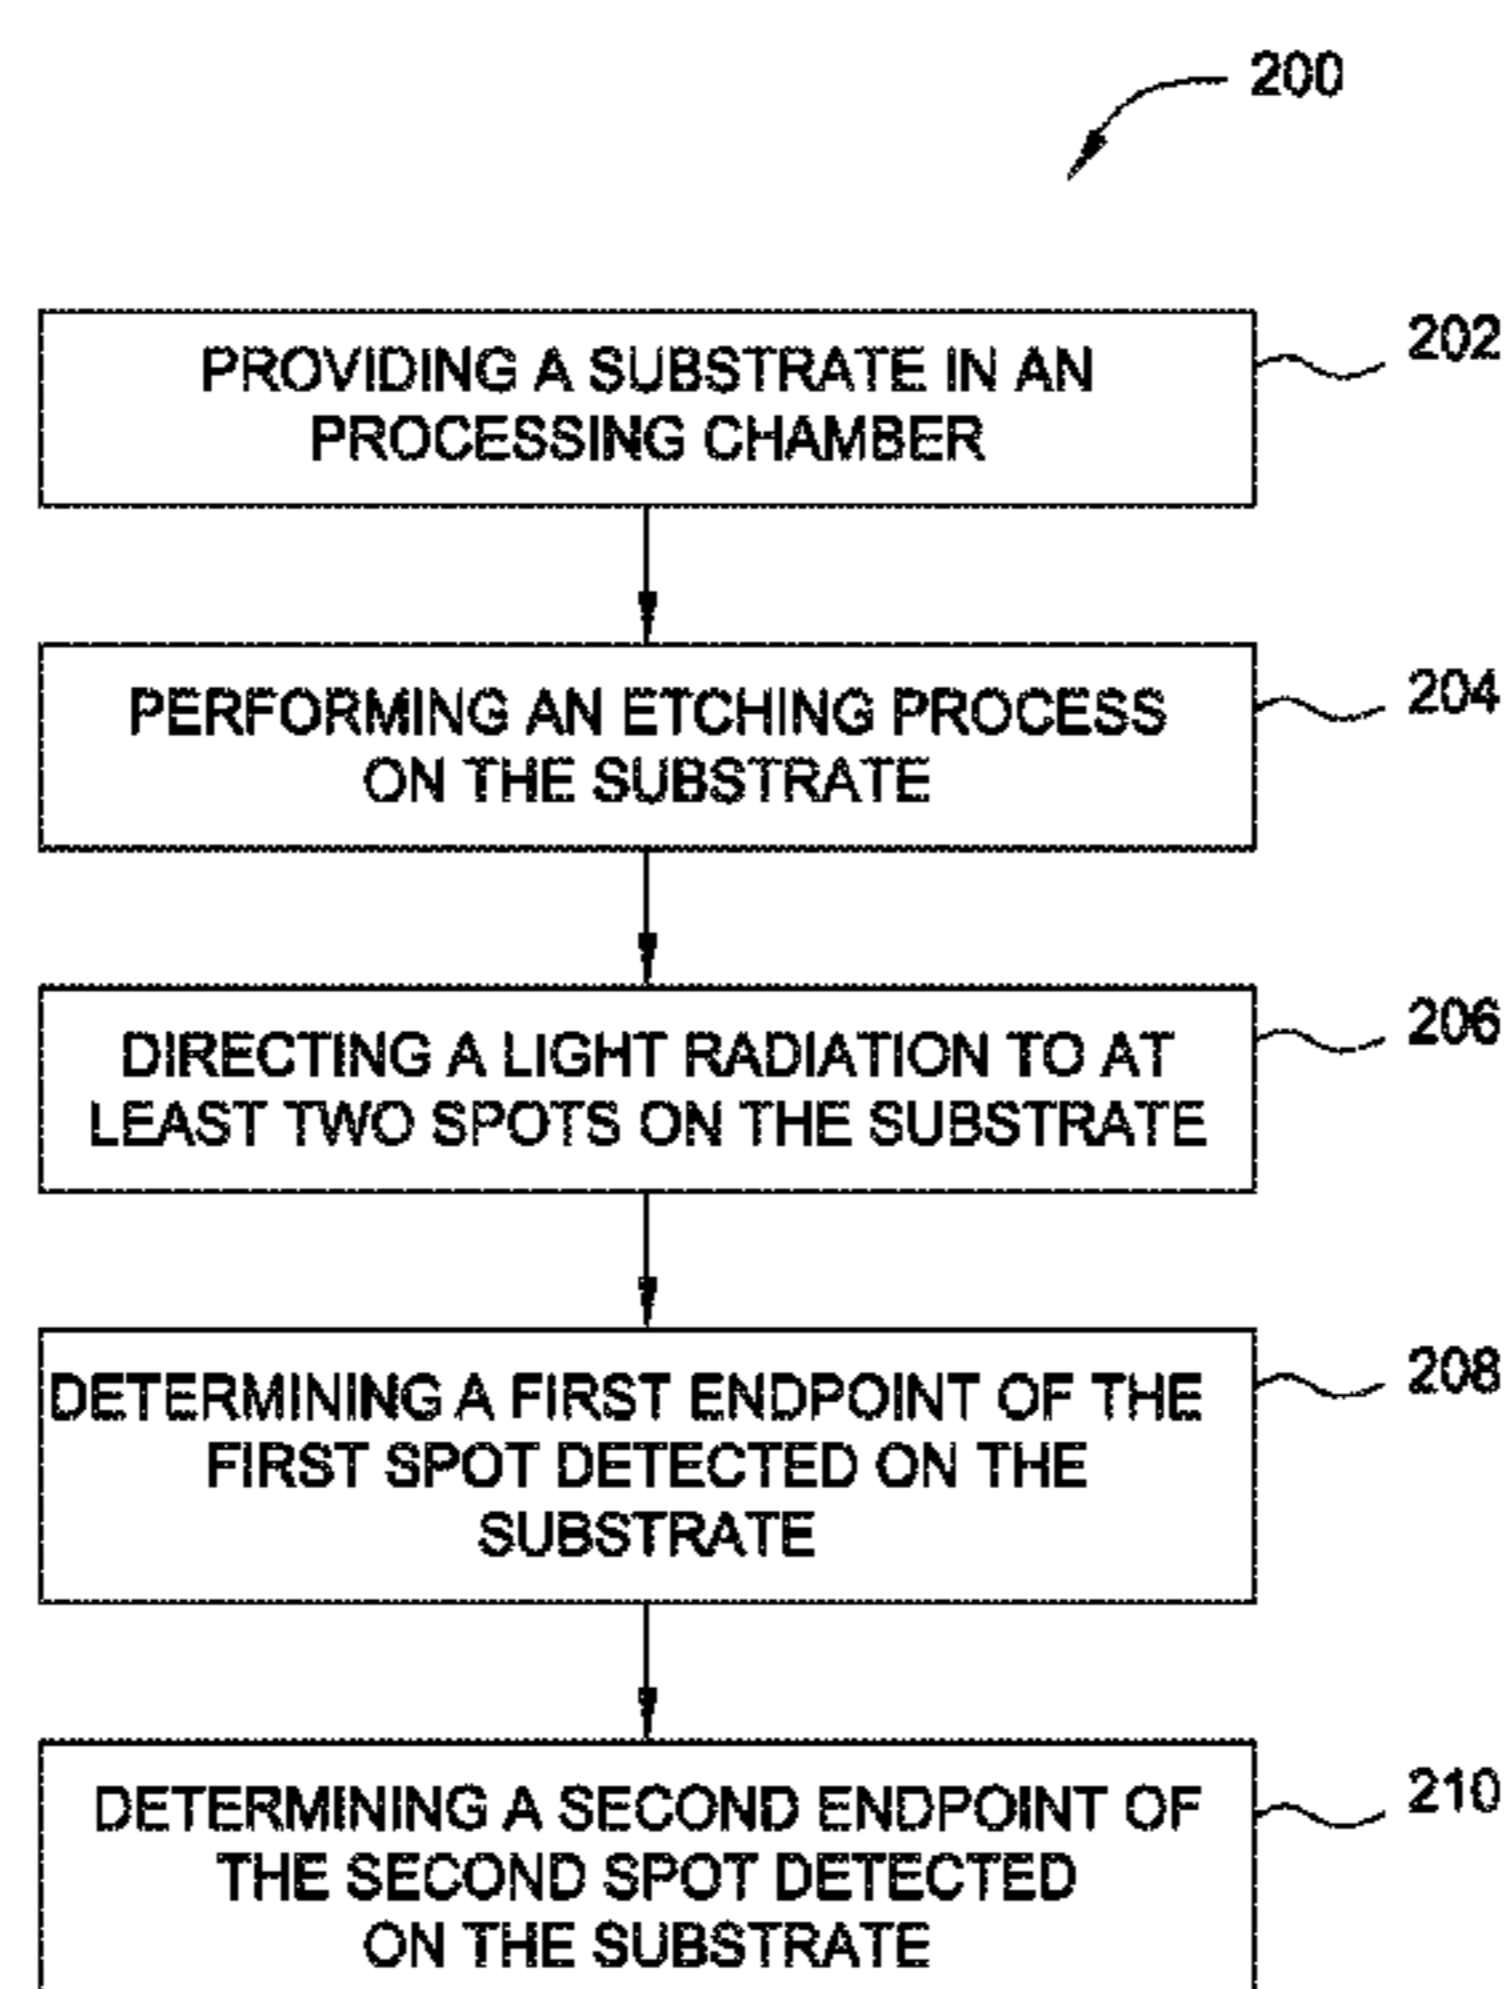 200
PROVIDING A SUBSTRATE IN AN
PROCESSING CHAMBER
202
PERFORMING AN ETCHING PROCESS
ON THE SUBSTRATE
204
DIRECTING A LIGHT RADIATION TO AT
LEAST TWO SPOTS ON THE SUBSTRATE
206
DETERMINING A FIRST ENDPOINT OF THE
FIRST SPOT DETECTED ON THE
SUBSTRATE
208
DETERMINING A SECOND ENDPOINT OF
THE SECOND SPOT DETECTED
ON THE SUBSTRATE
210